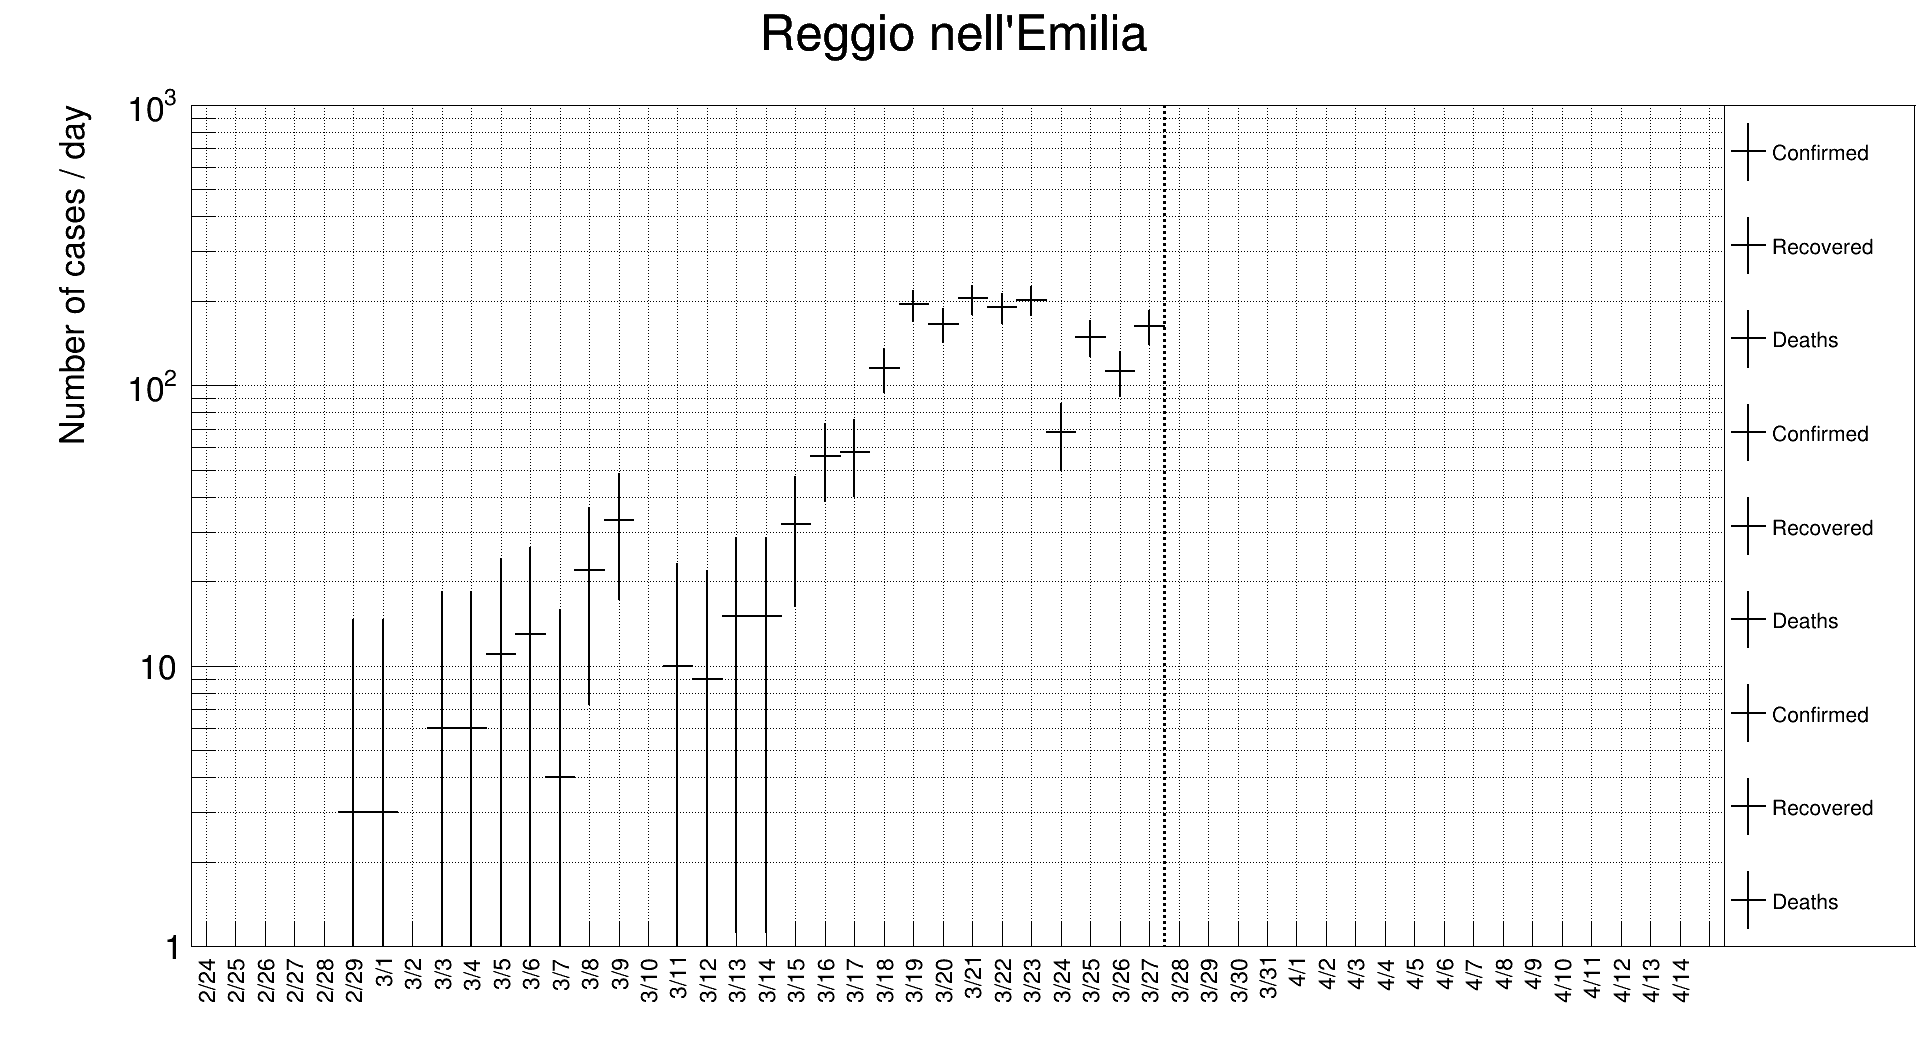 Reggio nell'Emilia
Number of cases / day
10³
10²
10
1
2/24 2/25 2/26 2/27 2/28 2/29 3/1 3/2 3/3 3/4 3/5 3/6 3/7 3/8 3/9 3/10 3/11 3/12 3/13 3/14 3/15 3/16 3/17 3/18 3/19 3/20 3/21 3/22 3/23 3/24 3/25 3/26 3/27 3/28 3/29 3/30 3/31 4/1 4/2 4/3 4/4 4/5 4/6 4/7 4/8 4/9 4/10 4/11 4/12 4/13 4/14
Confirmed
Recovered
Deaths
Confirmed
Recovered
Deaths
Confirmed
Recovered
Deaths